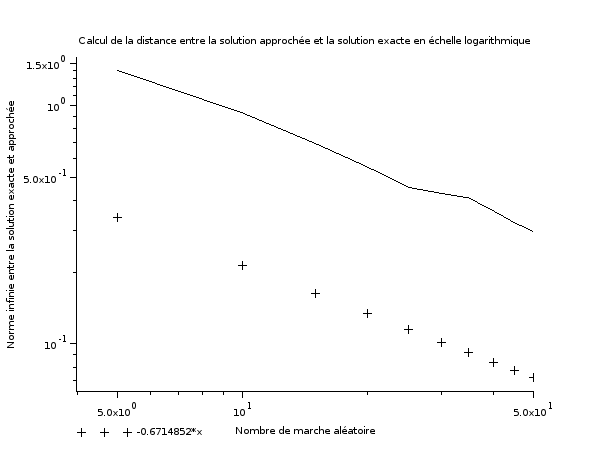 Calcul de la distance entre la solution approchée et la solution exacte en échelle logarithmique
Norme infinie entre la solution exacte et approchée
1.5x10^0
10^0
5.0x10^-1
10^-1
5.0x10^0
10^1
5.0x10^1
-0.6714852*x
Nombre de marche aléatoire